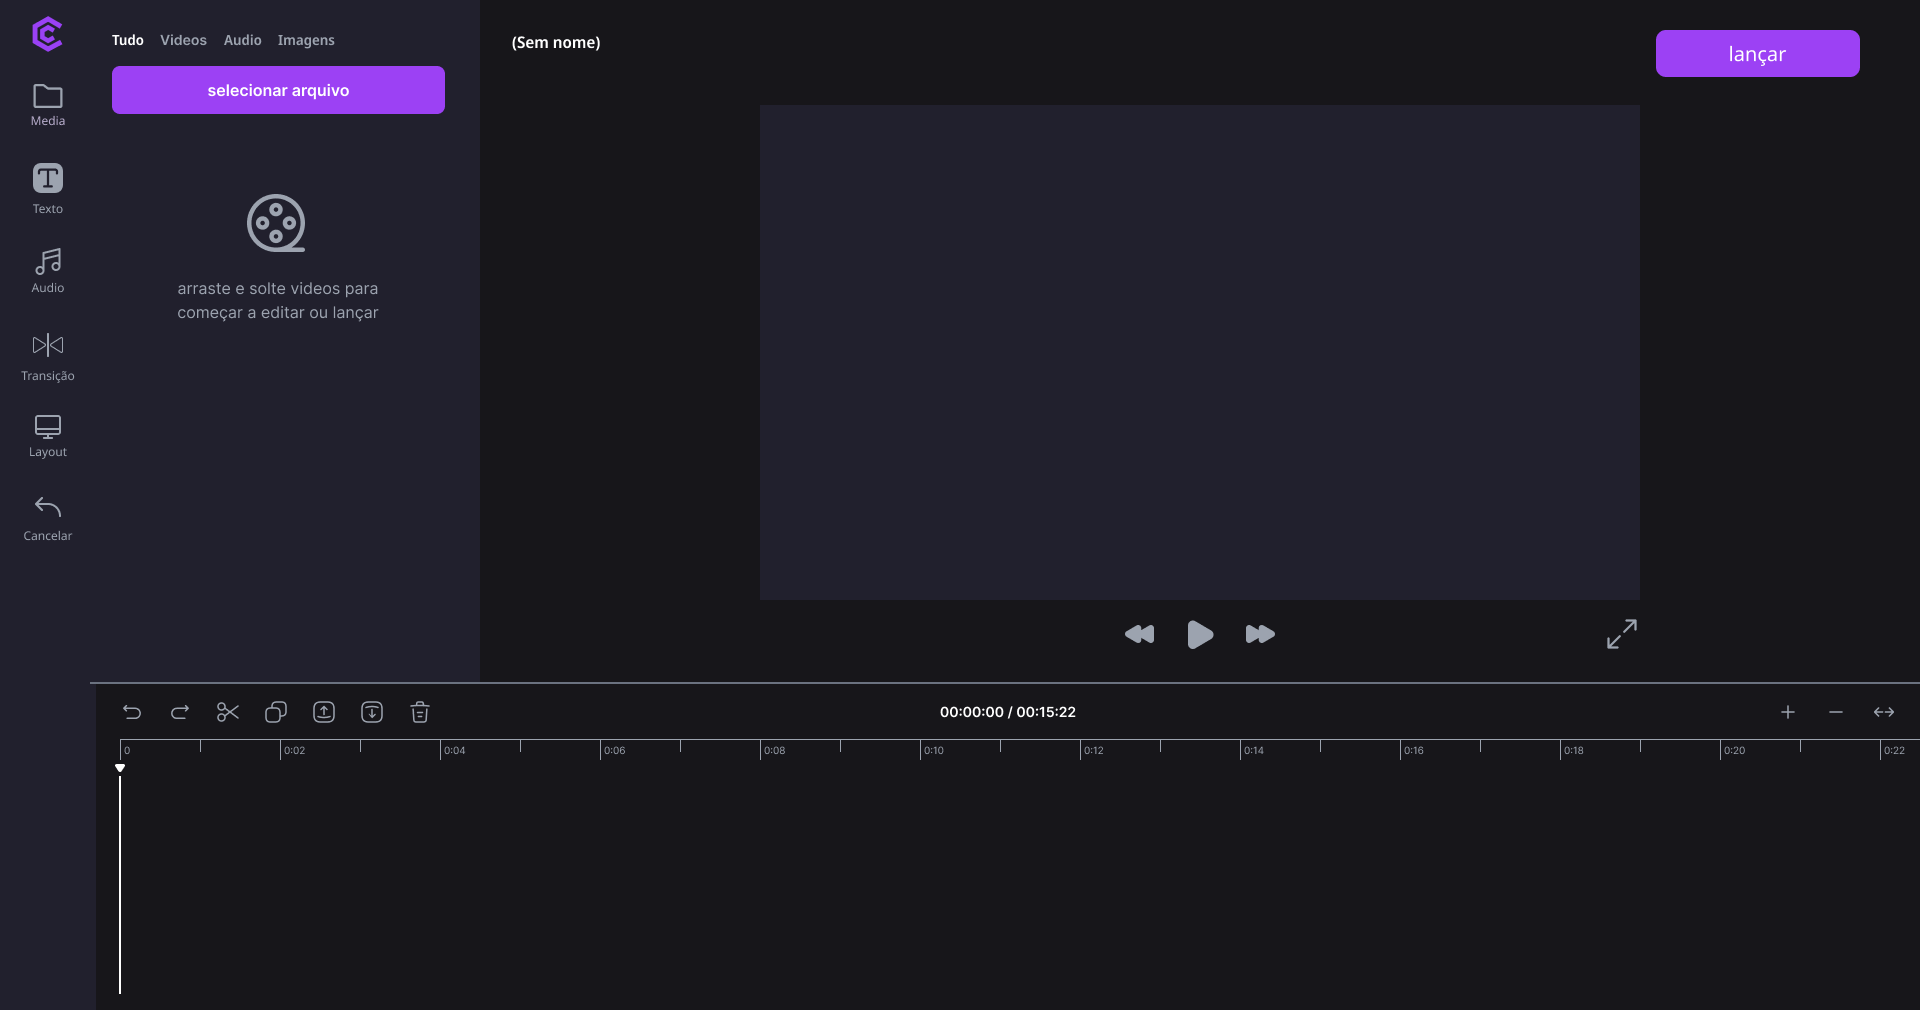 Tudo Videos Audio Imagens
selecionar arquivo
arraste e solte videos para
começar a editar ou lançar
Media
Texto
Audio
Transição
Layout
Cancelar
(Sem nome)
lançar
00:00:00 / 00:15:22
0 0:02 0:04 0:06 0:08 0:10 0:12 0:14 0:16 0:18 0:20 0:22